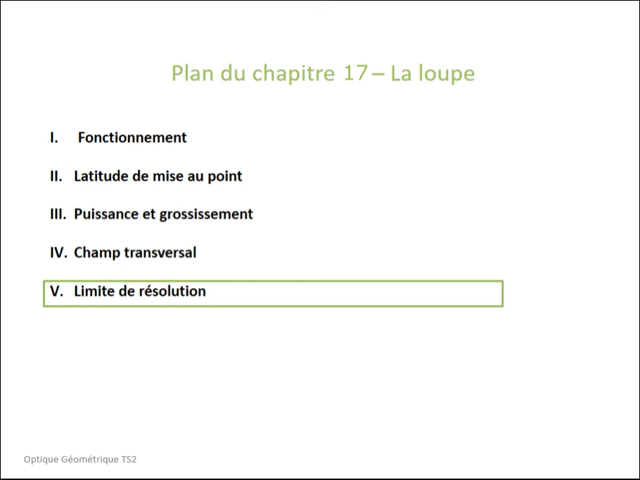 Plan du chapitre 17 – La loupe
I. Fonctionnement
II. Latitude de mise au point
III. Puissance et grossissement
IV. Champ transversal
V. Limite de résolution
Optique Géométrique TS2